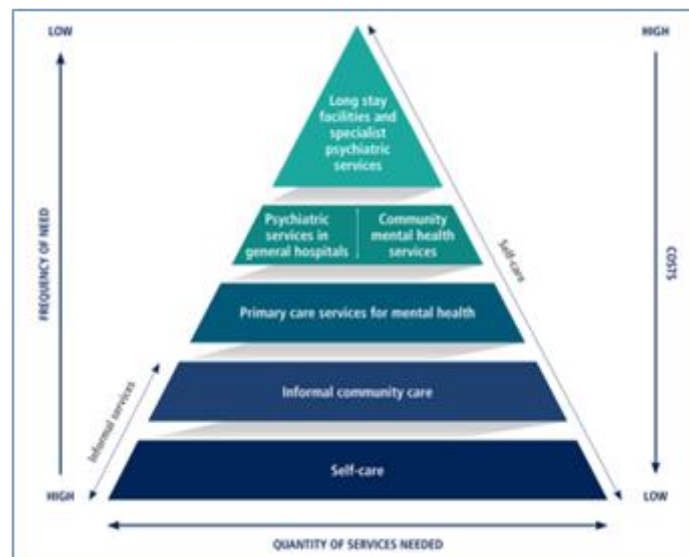 LOW
HIGH
Long stay
facilities and
specialist
psychiatric
services
Psychiatric
services in
general hospitals
Community
mental health
services
FREQUENCY OF NEED
Self-care
COSTS
Primary care services for mental health
Informal services
Informal community care
Self-care
HIGH
LOW
QUANTITY OF SERVICES NEEDED